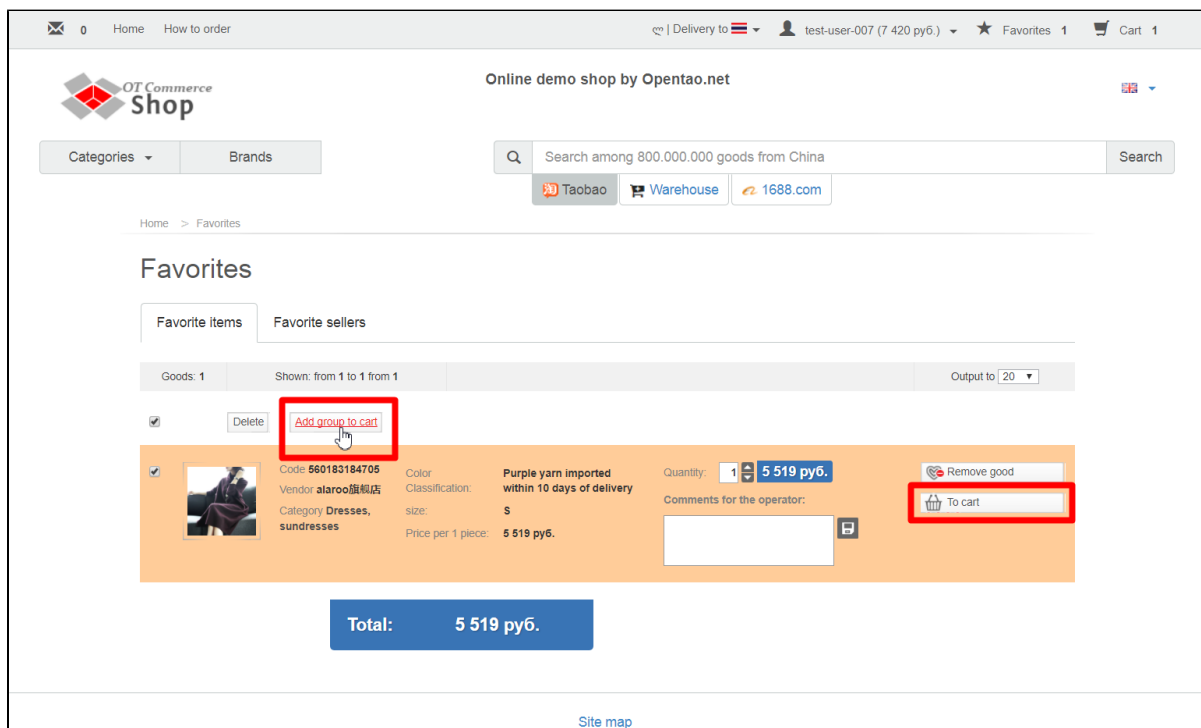 0 Home How to order ღ | Delivery to test-user-007 (7 420 руб.) Favorites 1 Cart 1
OT Commerce
Shop
Online demo shop by Opentao.net
Categories Brands Search among 800.000.000 goods from China Search
Taobao Warehouse 1688.com
Home > Favorites
Favorites
Favorite items Favorite sellers
Goods: 1 Shown: from 1 to 1 from 1 Output to 20
Delete Add group to cart
Code 560183184705
Vendor alaroo旗舰店
Category Dresses,
sundresses
Color
Classification:
Purple yarn imported
within 10 days of delivery
size: S
Price per 1 piece: 5 519 руб.
Quantity: 1 5 519 руб.
Comments for the operator:
Remove good
To cart
Total: 5 519 руб.
Site map